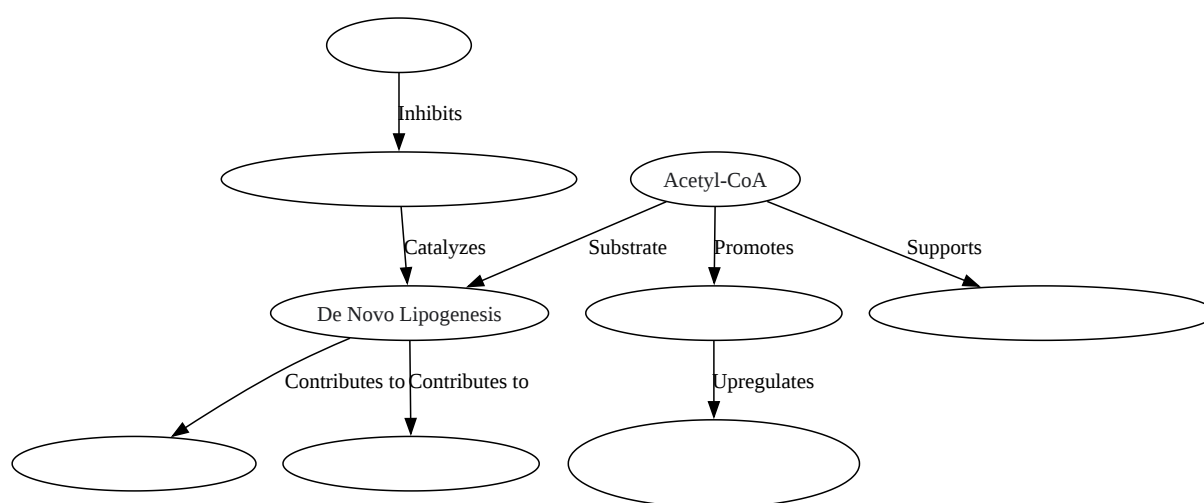 Inhibits
Acetyl-CoA
Catalyzes
Substrate
Promotes
Supports
De Novo Lipogenesis
Contributes to
Contributes to
Upregulates